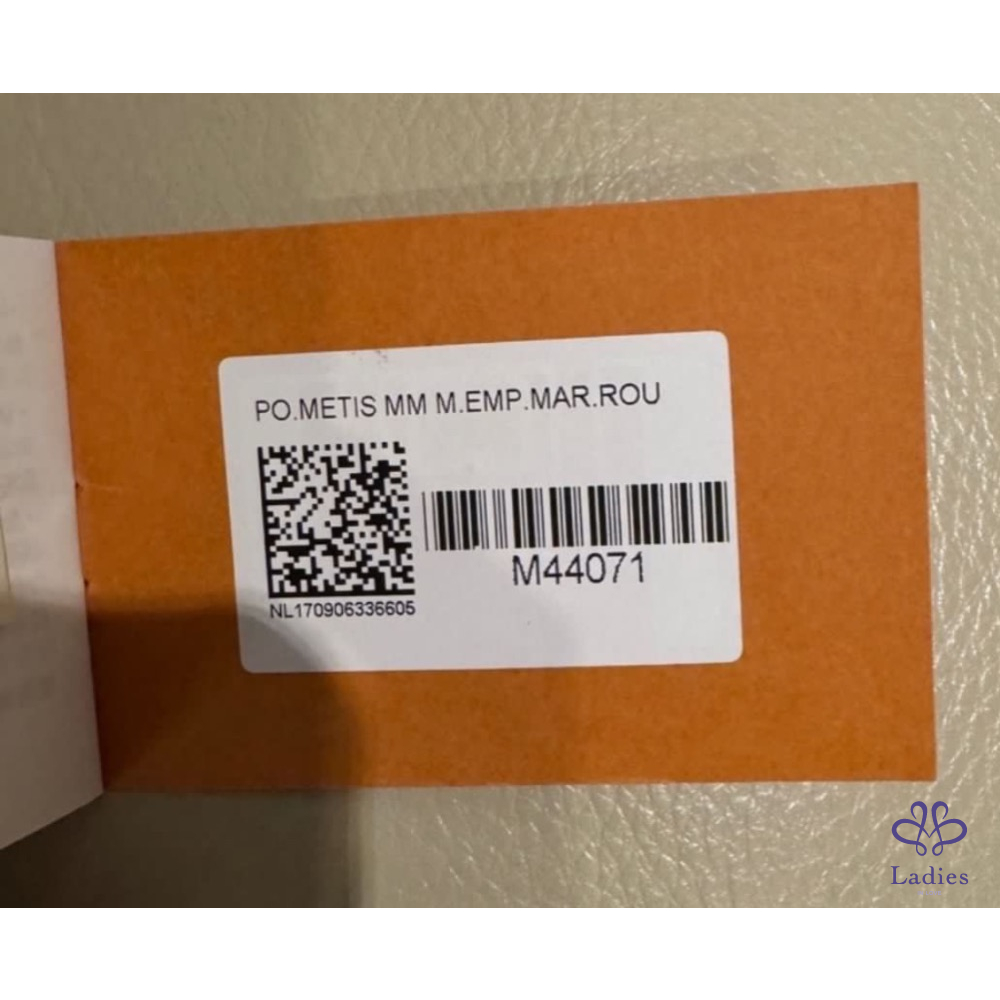 PO.METIS MM M.EMP.MAR.ROU
NL170906336605
M44071
Ladies